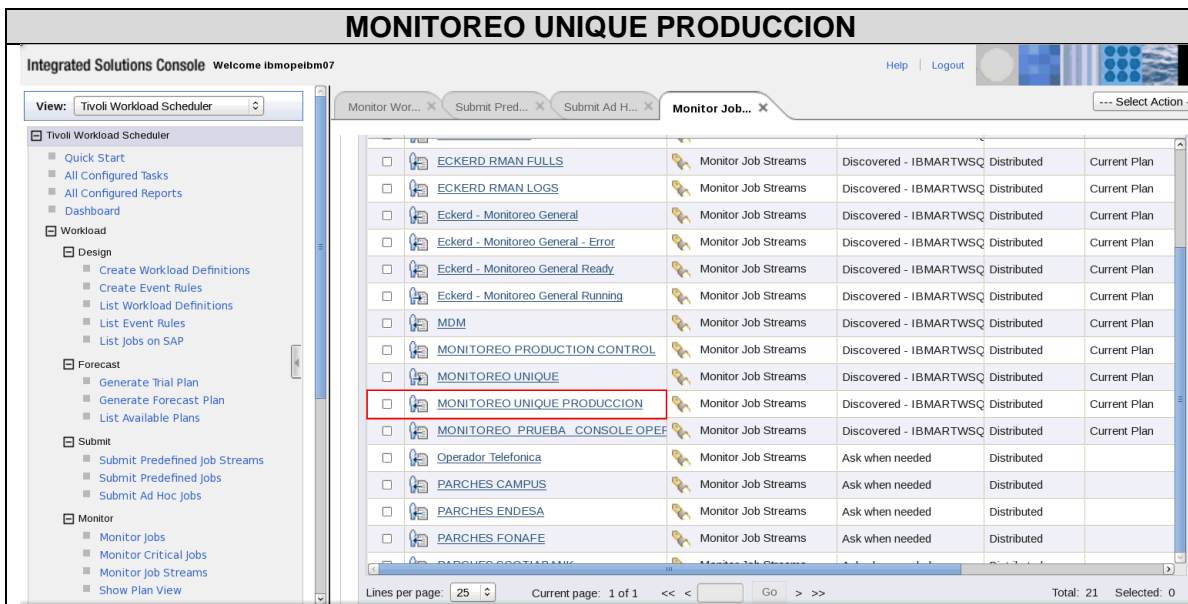 MONITOREO UNIQUE PRODUCCION
Integrated Solutions Console Welcome ibmopeibm07 Help Logout
View: Tivoli Workload Scheduler
Monitor Wor... Submit Pred... Submit Ad H... Monitor Job... --- Select Action -
Tivoli Workload Scheduler
Quick Start
All Configured Tasks
All Configured Reports
Dashboard
Workload
Design
Create Workload Definitions
Create Event Rules
List Workload Definitions
List Event Rules
List Jobs on SAP
Forecast
Generate Trial Plan
Generate Forecast Plan
List Available Plans
Submit
Submit Predefined Job Streams
Submit Predefined Jobs
Submit Ad Hoc Jobs
Monitor
Monitor Jobs
Monitor Critical Jobs
Monitor Job Streams
Show Plan View
ECKERD RMAN FULLS Monitor Job Streams Discovered - IBMARTWSQ Distributed Current Plan
ECKERD RMAN LOGS Monitor Job Streams Discovered - IBMARTWSQ Distributed Current Plan
Eckerd - Monitoreo General Monitor Job Streams Discovered - IBMARTWSQ Distributed Current Plan
Eckerd - Monitoreo General - Error Monitor Job Streams Discovered - IBMARTWSQ Distributed Current Plan
Eckerd - Monitoreo General Ready Monitor Job Streams Discovered - IBMARTWSQ Distributed Current Plan
Eckerd - Monitoreo General Running Monitor Job Streams Discovered - IBMARTWSQ Distributed Current Plan
MDM Monitor Job Streams Discovered - IBMARTWSQ Distributed Current Plan
MONITOREO PRODUCTION CONTROL Monitor Job Streams Discovered - IBMARTWSQ Distributed Current Plan
MONITOREO UNIQUE Monitor Job Streams Discovered - IBMARTWSQ Distributed Current Plan
MONITOREO UNIQUE PRODUCCION Monitor Job Streams Discovered - IBMARTWSQ Distributed Current Plan
MONITOREO PRUEBA CONSOLE OPER Monitor Job Streams Discovered - IBMARTWSQ Distributed Current Plan
Operador Telefonica Monitor Job Streams Ask when needed Distributed
PARCHES CAMPUS Monitor Job Streams Ask when needed Distributed
PARCHES ENDESA Monitor Job Streams Ask when needed Distributed
PARCHES FONAFE Monitor Job Streams Ask when needed Distributed
Lines per page: 25 Current page: 1 of 1 << < Go > >> Total: 21 Selected: 0